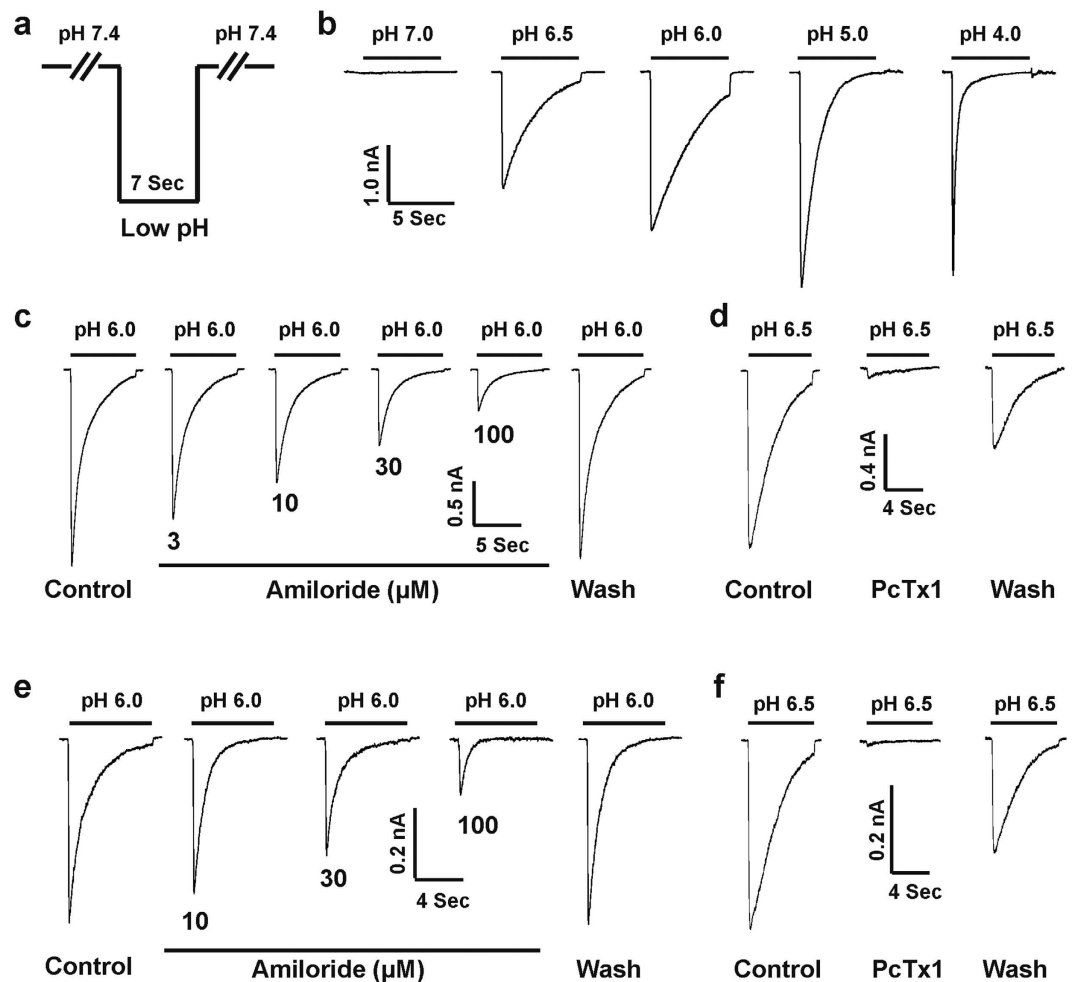 a
pH 7.4 pH 7.4
7 Sec
Low pH
b
pH 7.0 pH 6.5 pH 6.0 pH 5.0 pH 4.0
1.0 nA
5 Sec
c
pH 6.0 pH 6.0 pH 6.0 pH 6.0 pH 6.0 pH 6.0
3 10 30 100
0.5 nA
5 Sec
Control Amiloride (µM) Wash
d
pH 6.5 pH 6.5 pH 6.5
0.4 nA
4 Sec
Control PcTx1 Wash
e
pH 6.0 pH 6.0 pH 6.0 pH 6.0 pH 6.0
10 30 100
0.2 nA
4 Sec
Control Amiloride (µM) Wash
f
pH 6.5 pH 6.5 pH 6.5
0.2 nA
4 Sec
Control PcTx1 Wash